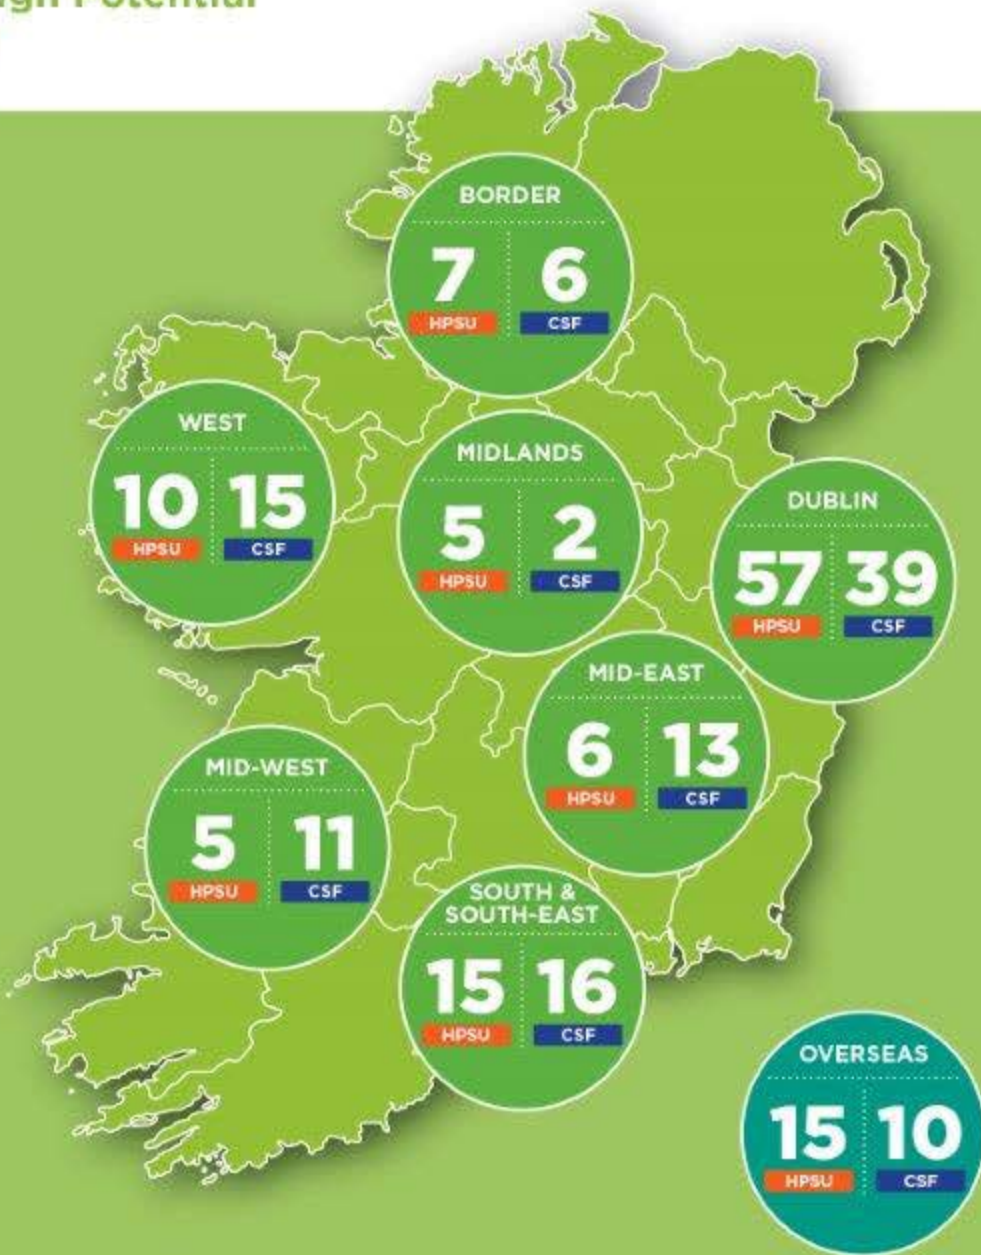 Potential
BORDER
7 6
HPSU CSF
WEST
10 15
HPSU CSF
MIDLANDS
5 2
HPSU CSF
DUBLIN
57 39
HPSU CSF
MID-EAST
6 13
HPSU CSF
MID-WEST
5 11
HPSU CSF
SOUTH &
SOUTH-EAST
15 16
HPSU CSF
OVERSEAS
15 10
HPSU CSF